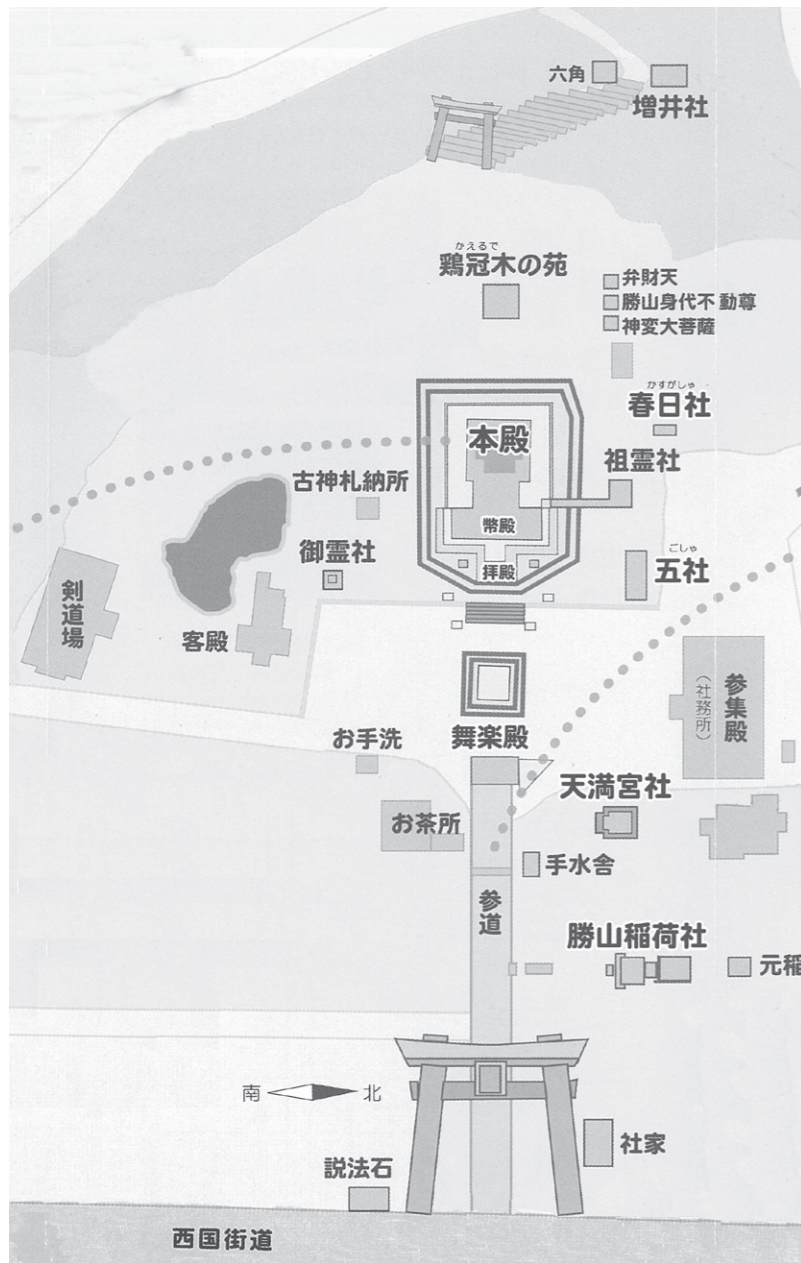 六角
増井社
かえるで
鶏冠木の苑
弁財天
勝山身代不動尊
神変大菩薩
かすがしゃ
春日社
本殿
祖霊社
古神札納所
幣殿
御霊社
拝殿
ごしゃ
五社
剣道場
客殿
参集殿
（社務所）
お手洗
舞楽殿
天満宮社
お茶所
手水舎
参道
勝山稲荷社
元稲
南
北
社家
説法石
西国街道